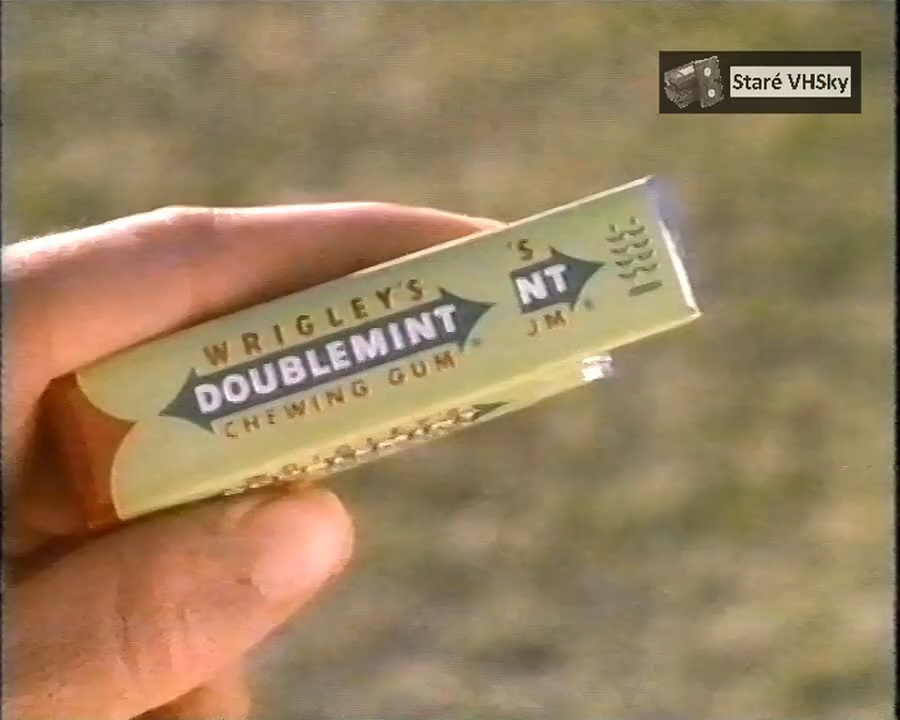 Staré VHSky
WRIGLEY'S
DOUBLEMINT
CHEWING GUM
'S
NT
JM